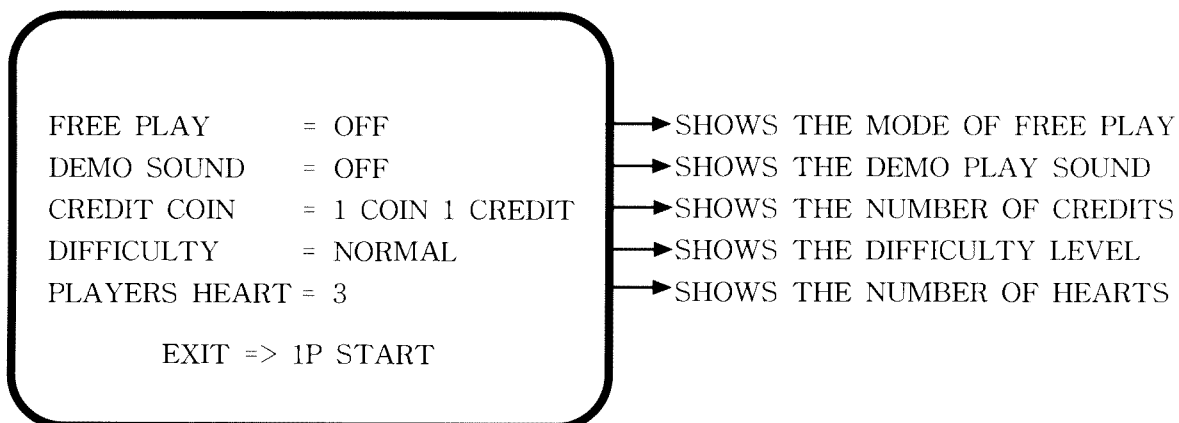 FREE PLAY = OFF → SHOWS THE MODE OF FREE PLAY
DEMO SOUND = OFF → SHOWS THE DEMO PLAY SOUND
CREDIT COIN = 1 COIN 1 CREDIT → SHOWS THE NUMBER OF CREDITS
DIFFICULTY = NORMAL → SHOWS THE DIFFICULTY LEVEL
PLAYERS HEART = 3 → SHOWS THE NUMBER OF HEARTS
EXIT => 1P START